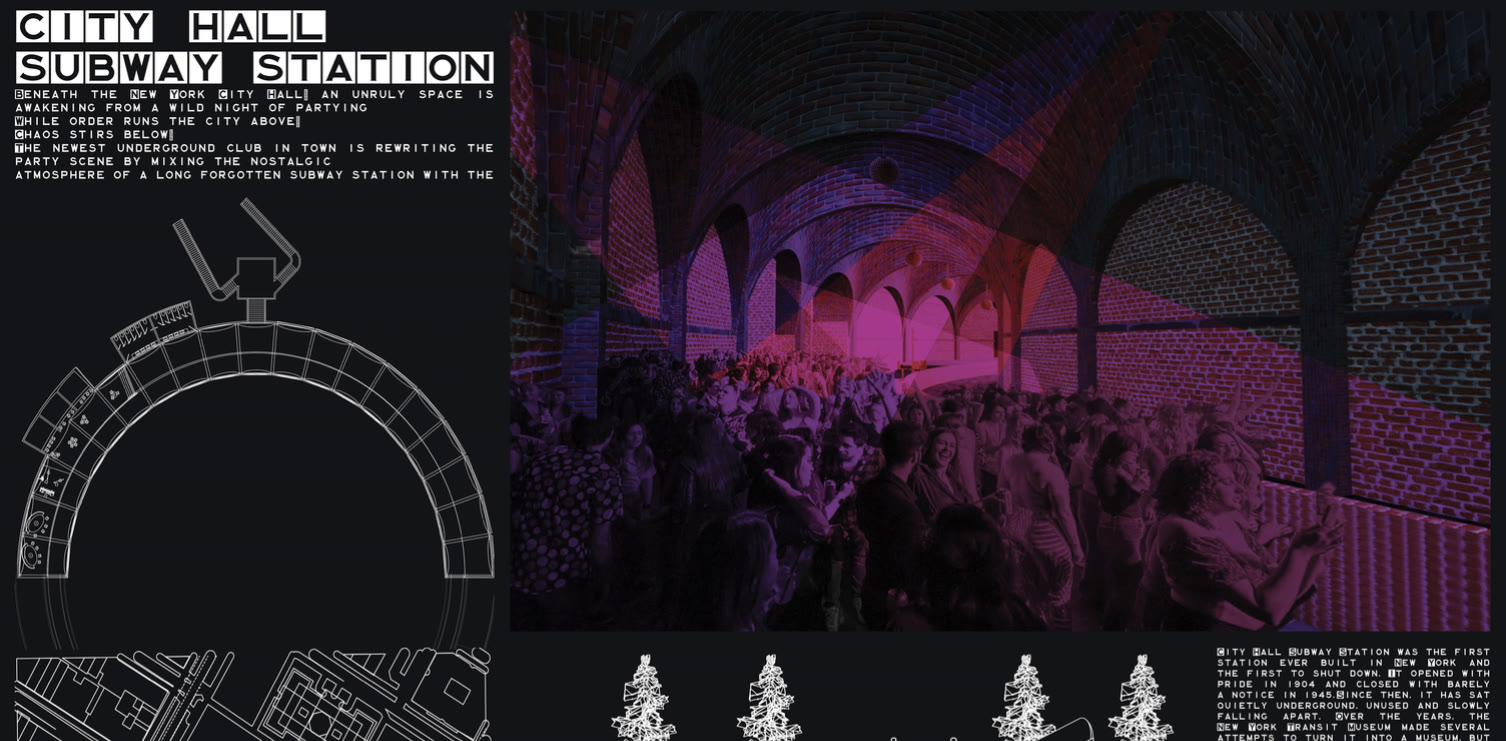 CITY HALL
SUBWAY STATION
BENEATH THE NEW YORK CITY HALL, AN UNRULY SPACE IS
AWAKENING FROM A WILD NIGHT OF PARTYING
WHILE ORDER RUNS THE CITY ABOVE,
CHAOS STIRS BELOW.
THE NEWEST UNDERGROUND CLUB IN TOWN IS REWRITING THE
PARTY SCENE BY MIXING THE NOSTALGIC
ATMOSPHERE OF A LONG FORGOTTEN SUBWAY STATION WITH THE
CITY HALL SUBWAY STATION WAS THE FIRST
STATION EVER BUILT IN NEW YORK AND
THE FIRST TO SHUT DOWN. IT OPENED WITH
PRIDE IN 1904 AND CLOSED WITH BARELY
A NOTICE IN 1945.SINCE THEN, IT HAS SAT
QUIETLY UNDERGROUND, UNUSED AND SLOWLY
FALLING APART. OVER THE YEARS, THE
NEW YORK TRANSIT MUSEUM MADE SEVERAL
ATTEMPTS TO TURN IT INTO A MUSEUM, BUT